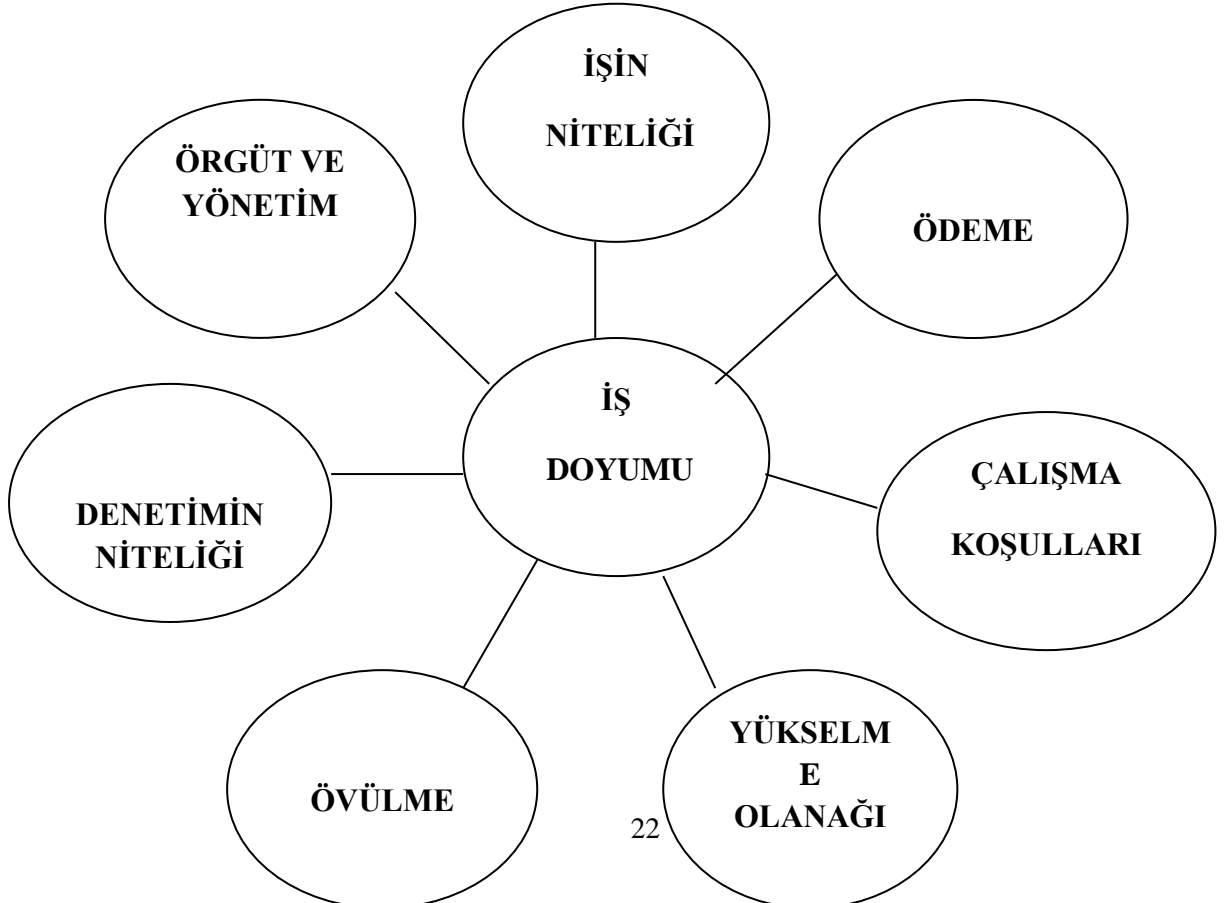 İŞİN
NİTELİĞİ
ÖRGÜT VE
YÖNETİM
ÖDEME
İŞ
DOYUMU
ÇALIŞMA
KOŞULLARI
DENETİMİN
NİTELİĞİ
YÜKSELM
E
OLANAĞI
ÖVÜLME
22